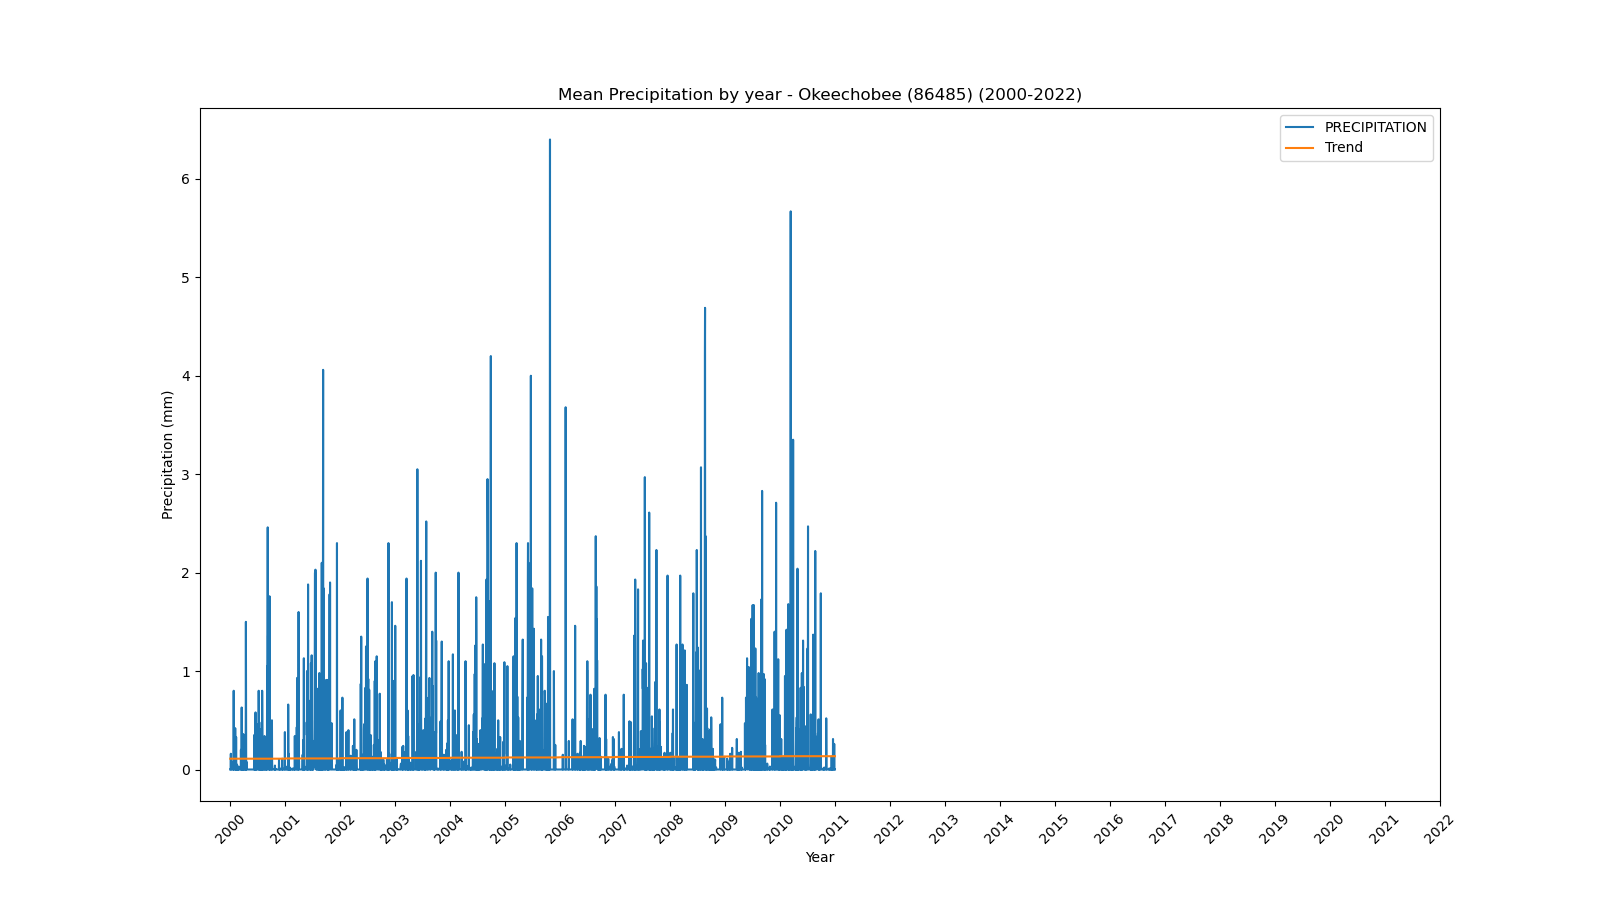 Mean Precipitation by year - Okeechobee (86485) (2000-2022)
PRECIPITATION
Trend
6
5
4
3
2
1
0
Precipitation (mm)
2000 2001 2002 2003 2004 2005 2006 2007 2008 2009 2010 2011 2012 2013 2014 2015 2016 2017 2018 2019 2020 2021 2022
Year